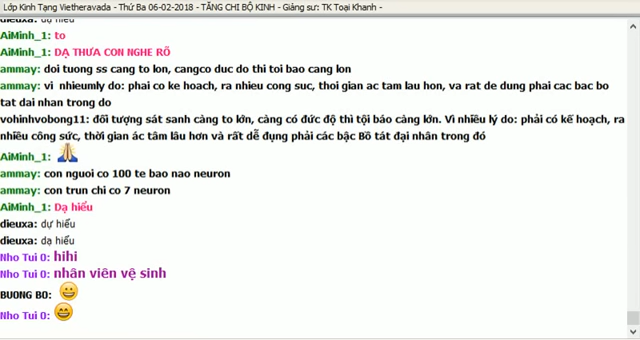 Lớp Kinh Tạng Vietheravada - Thứ Ba 06-02-2018 - TĂNG CHI BỘ KINH - Giảng sư: TK Toại Khanh -
dieuxa: dạ hiểu
AiMinh_1: to
AiMinh_1: DẠ THƯA CON NGHE RÕ
ammay: doi tuong ss cang to lon, cangco duc do thi toi bao cang lon
ammay: vi nhieumly do: phai co ke hoach, ra nhieu cong suc, thoi gian ac tam lau hon, va rat de dung phai cac bac bo
tat dai nhan trong do
vohinhvobong11: đối tượng sát sanh càng to lớn, càng có đức độ thì tội báo càng lớn. Vì nhiều lý do: phải có kế hoạch, ra
nhiều công sức, thời gian ác tâm lâu hơn và rất dễ đụng phải các bậc Bồ tát đại nhân trong đó
AiMinh_1:
ammay: con nguoi co 100 te bao nao neuron
ammay: con trun chi co 7 neuron
AiMinh_1: Dạ hiểu
dieuxa: dự hiểu
dieuxa: dạ hiểu
Nho Tui 0: hihi
Nho Tui 0: nhân viên vệ sinh
BUONG BO:
Nho Tui 0: